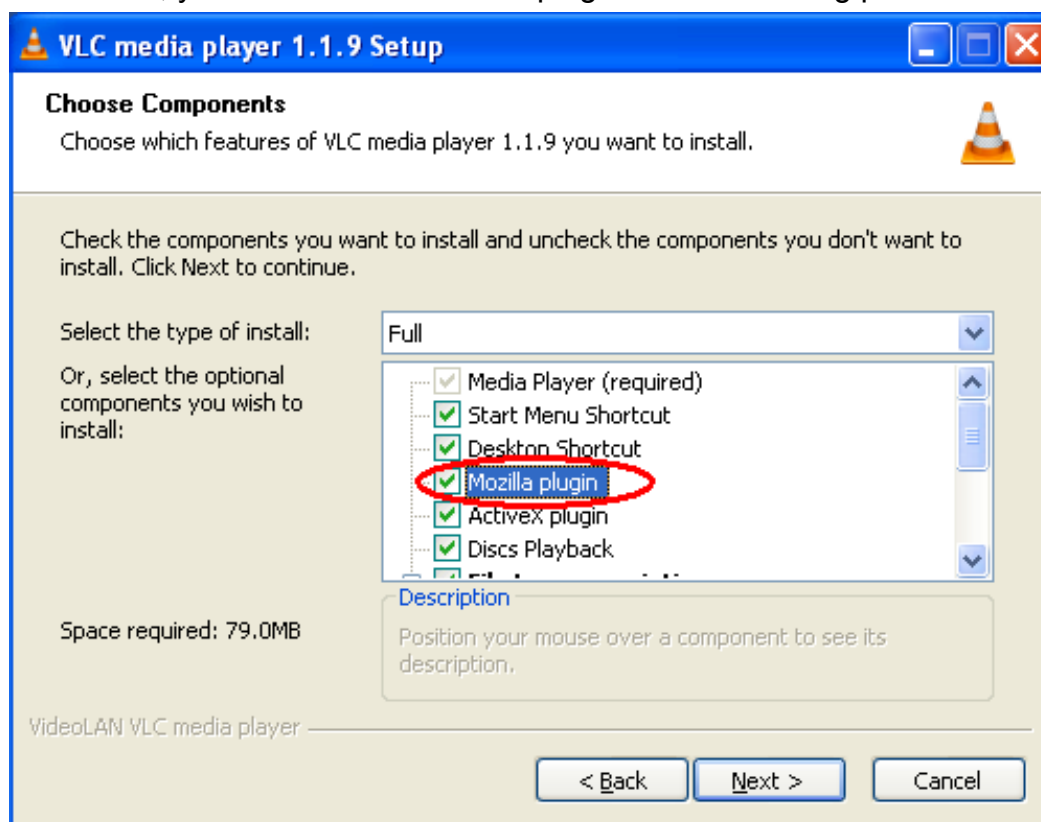 VLC media player 1.1.9 Setup
Choose Components
Choose which features of VLC media player 1.1.9 you want to install.
Check the components you want to install and uncheck the components you don't want to
install. Click Next to continue.
Select the type of install:
Full
Or, select the optional
components you wish to
install:
Media Player (required)
Start Menu Shortcut
Desktop Shortcut
Mozilla plugin
ActiveX plugin
Discs Playback
Space required: 79.0MB
Description
Position your mouse over a component to see its
description.
VideoLAN VLC media player
< Back
Next >
Cancel